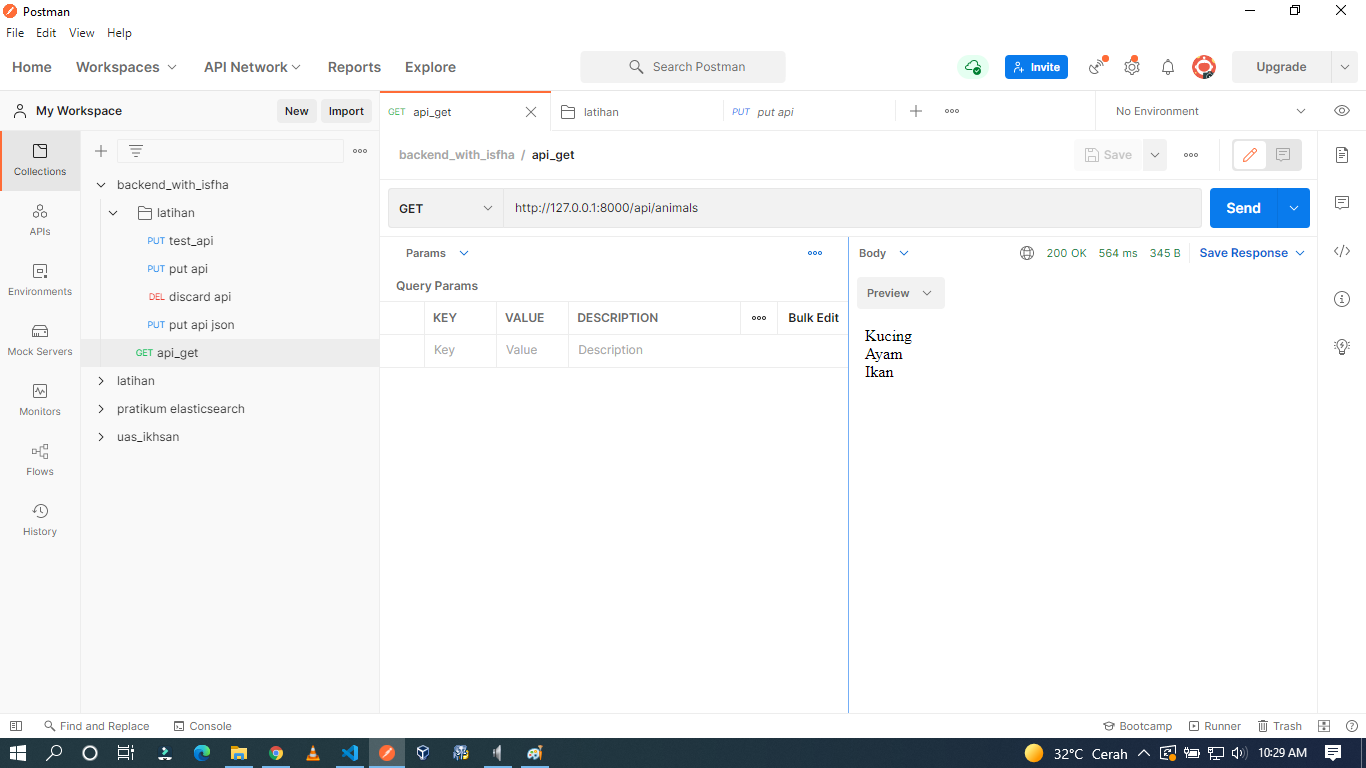 Postman
File Edit View Help
Home Workspaces API Network Reports Explore
Search Postman
Invite
Upgrade
My Workspace
New Import
GET api_get
latihan
PUT put api
No Environment
Collections
APIs
Environments
Mock Servers
Monitors
Flows
History
backend_with_isfha
latihan
PUT test_api
PUT put api
DEL discard api
PUT put api json
GET api_get
latihan
pratikum elasticsearch
uas_ikhsan
backend_with_isfha / api_get
Save
GET
http://127.0.0.1:8000/api/animals
Send
Params
Query Params
KEY VALUE DESCRIPTION Bulk Edit
Key Value Description
Body
200 OK 564 ms 345 B Save Response
Preview
Kucing
Ayam
Ikan
Find and Replace Console
Bootcamp Runner Trash
32°C Cerah 10:29 AM